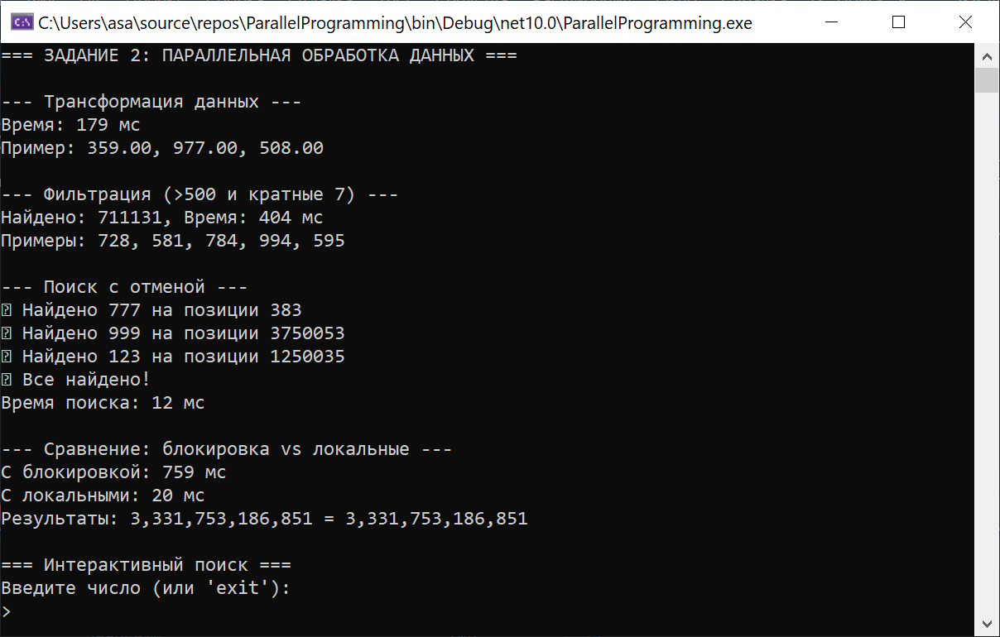 C:\Users\asa\source\repos\ParallelProgramming\bin\Debug\net10.0\ParallelProgramming.exe
=== ЗАДАНИЕ 2: ПАРАЛЛЕЛЬНАЯ ОБРАБОТКА ДАННЫХ ===
--- Трансформация данных ---
Время: 179 мс
Пример: 359.00, 977.00, 508.00
--- Фильтрация (>500 и кратные 7) ---
Найдено: 711131, Время: 404 мс
Примеры: 728, 581, 784, 994, 595
--- Поиск с отменой ---
⍰ Найдено 777 на позиции 383
⍰ Найдено 999 на позиции 3750053
⍰ Найдено 123 на позиции 1250035
⍰ Все найдено!
Время поиска: 12 мс
--- Сравнение: блокировка vs локальные ---
С блокировкой: 759 мс
С локальными: 20 мс
Результаты: 3,331,753,186,851 = 3,331,753,186,851
=== Интерактивный поиск ===
Введите число (или 'exit'):
>